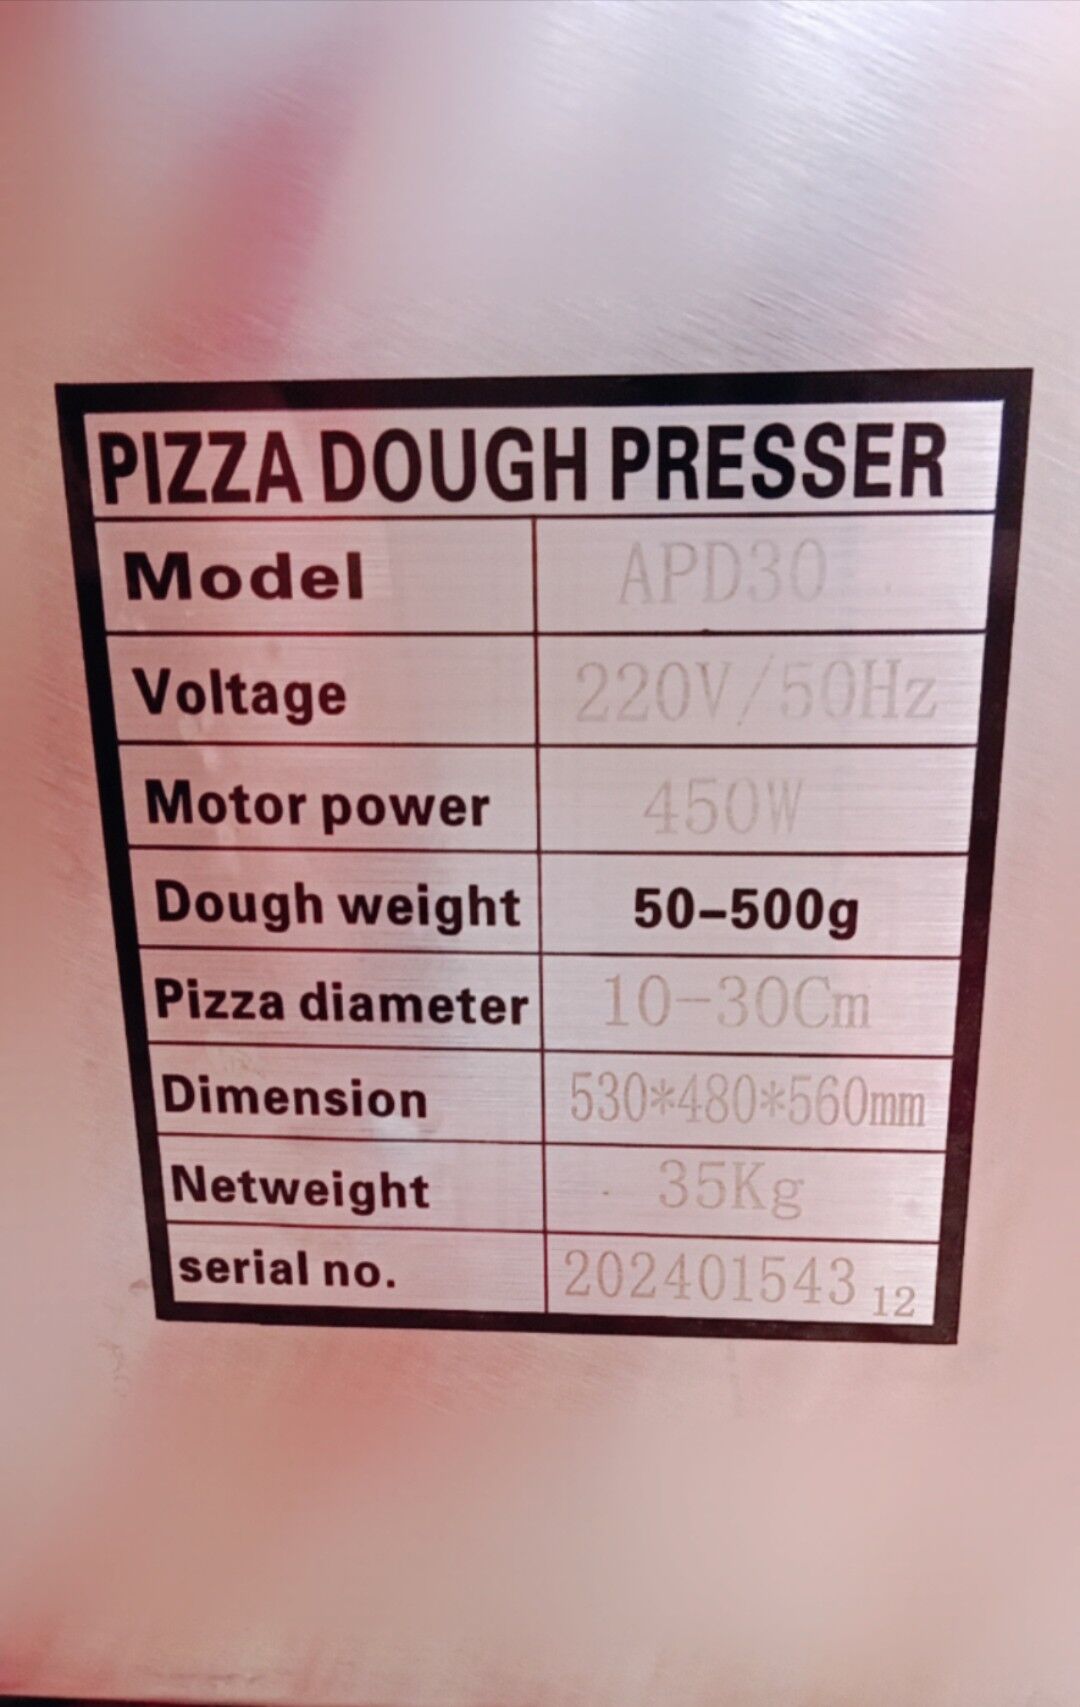 PIZZA DOUGH PRESSER
Model APD30
Voltage 220V/50Hz
Motor power 450W
Dough weight 50-500g
Pizza diameter 10-30Cm
Dimension 530*480*560mm
Netweight 35Kg
serial no. 202401543 12